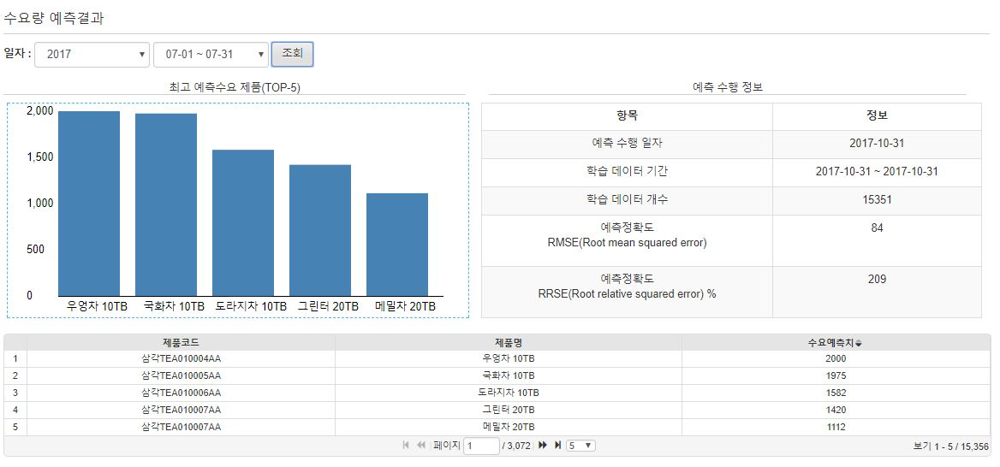 수요량 예측결과
일자 : 2017 07-01 ~ 07-31 조회
최고 예측수요 제품(TOP-5)
2,000
1,500
1,000
500
0
우엉차 10TB 국화차 10TB 도라지차 10TB 그린터 20TB 메밀차 20TB
예측 수행 정보
항목 정보
예측 수행 일자 2017-10-31
학습 데이터 기간 2017-10-31 ~ 2017-10-31
학습 데이터 개수 15351
예측정확도 84
RMSE(Root mean squared error)
예측정확도 209
RRSE(Root relative squared error) %
제품코드 제품명 수요예측치
1 삼각TEA010004AA 우엉차 10TB 2000
2 삼각TEA010005AA 국화차 10TB 1975
3 삼각TEA010006AA 도라지차 10TB 1582
4 삼각TEA010007AA 그린터 20TB 1420
5 삼각TEA010007AA 메밀차 20TB 1112
페이지 1 / 3,072 5 보기 1 - 5 / 15,356